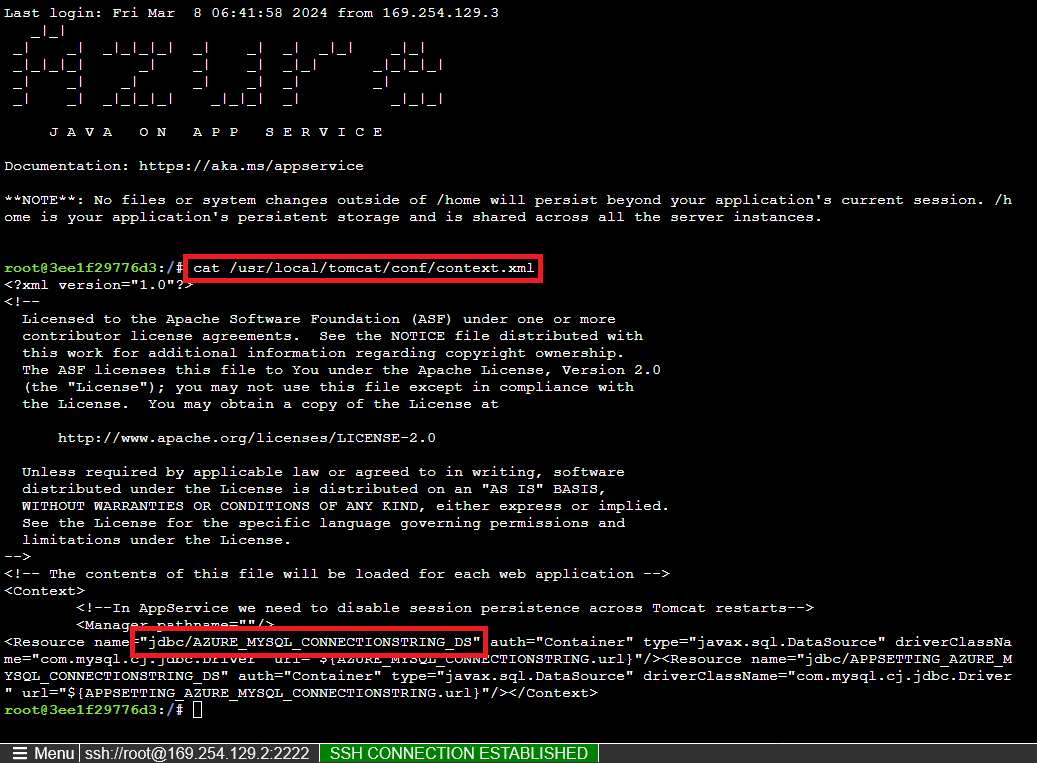 Last login: Fri Mar  8 06:41:58 2024 from 169.254.129.3
Azure
J A V A   O N   A P P   S E R V I C E
Documentation: https://aka.ms/appservice
**NOTE**: No files or system changes outside of /home will persist beyond your application's current session. /h
ome is your application's persistent storage and is shared across all the server instances.
root@3ee1f29776d3:/# cat /usr/local/tomcat/conf/context.xml
<?xml version="1.0"?>
<!--
  Licensed to the Apache Software Foundation (ASF) under one or more
  contributor license agreements.  See the NOTICE file distributed with
  this work for additional information regarding copyright ownership.
  The ASF licenses this file to You under the Apache License, Version 2.0
  (the "License"); you may not use this file except in compliance with
  the License.  You may obtain a copy of the License at
      http://www.apache.org/licenses/LICENSE-2.0
  Unless required by applicable law or agreed to in writing, software
  distributed under the License is distributed on an "AS IS" BASIS,
  WITHOUT WARRANTIES OR CONDITIONS OF ANY KIND, either express or implied.
  See the License for the specific language governing permissions and
  limitations under the License.
-->
<!-- The contents of this file will be loaded for each web application -->
<Context>
        <!--In AppService we need to disable session persistence across Tomcat restarts-->
        <Manager pathname=""/>
<Resource name="jdbc/AZURE_MYSQL_CONNECTIONSTRING_DS" auth="Container" type="javax.sql.DataSource" driverClassNa
me="com.mysql.cj.jdbc.Driver" url="${AZURE_MYSQL_CONNECTIONSTRING.url}"/><Resource name="jdbc/APPSETTING_AZURE_M
YSQL_CONNECTIONSTRING_DS" auth="Container" type="javax.sql.DataSource" driverClassName="com.mysql.cj.jdbc.Driver
" url="${APPSETTING_AZURE_MYSQL_CONNECTIONSTRING.url}"/></Context>
root@3ee1f29776d3:/#
☰ Menu | ssh://root@169.254.129.2:2222 | SSH CONNECTION ESTABLISHED